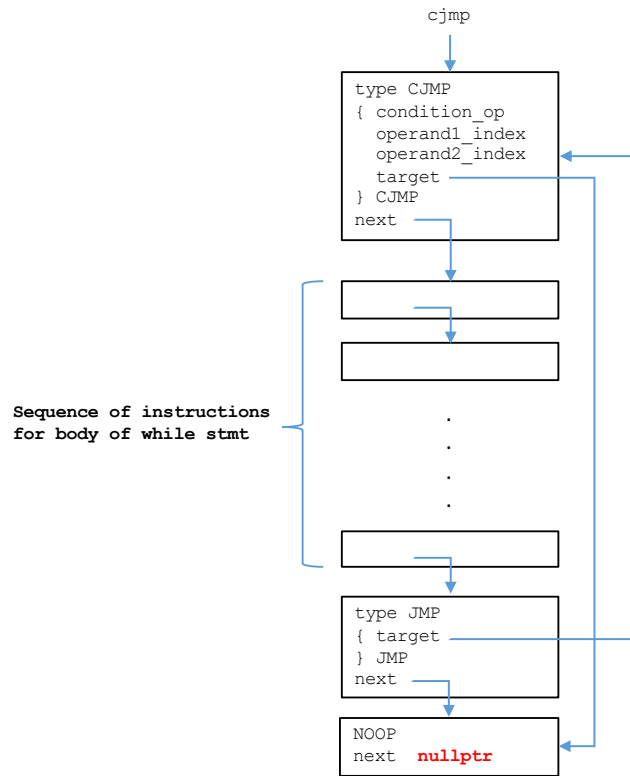 cjmp
type CJMP
{ condition_op
operand1_index
operand2_index
target
} CJMP
next
Sequence of instructions
for body of while stmt
.
.
.
.
type JMP
{ target
} JMP
next
NOOP
next nullptr